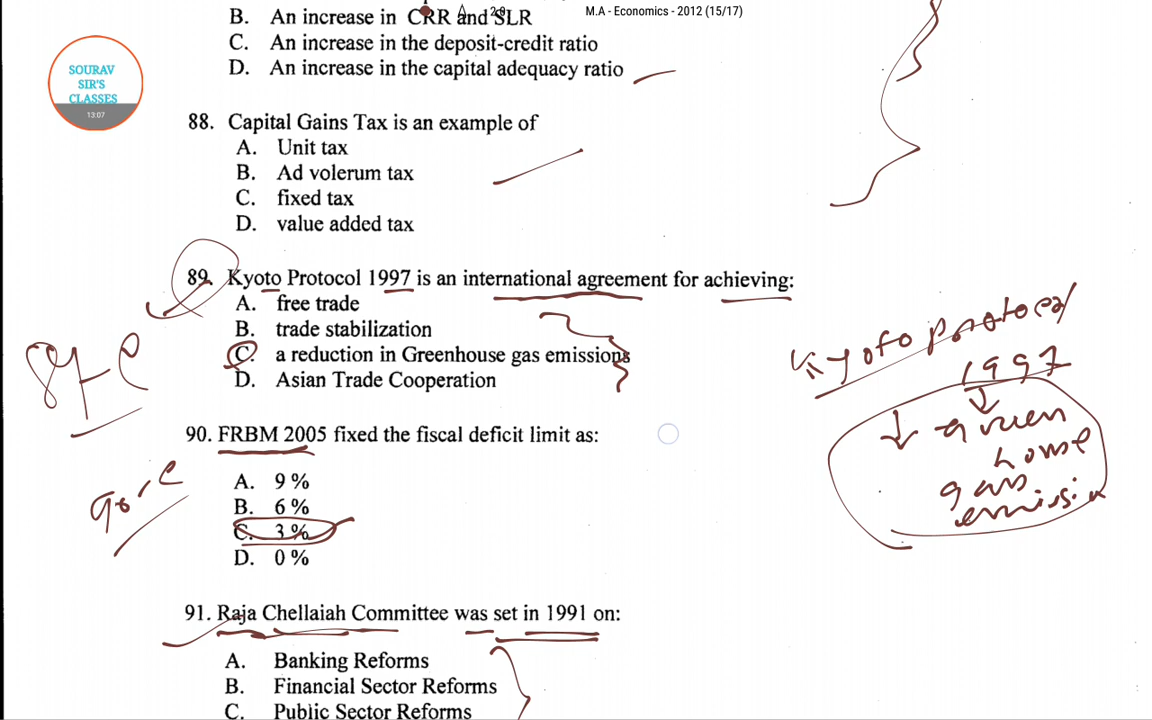 B. An increase in CRR and SLR
M.A - Economics - 2012 (15/17)
C. An increase in the deposit-credit ratio
D. An increase in the capital adequacy ratio
SOURAV
SIR'S
CLASSES
13:07
88. Capital Gains Tax is an example of
A. Unit tax
B. Ad volerum tax
C. fixed tax
D. value added tax
89. Kyoto Protocol 1997 is an international agreement for achieving:
A. free trade
B. trade stabilization
C. a reduction in Greenhouse gas emissions
D. Asian Trade Cooperation
Kyoto protocol
1997
↓ green
house
gas
emission
90. FRBM 2005 fixed the fiscal deficit limit as:
A. 9 %
B. 6 %
C. 3 %
D. 0 %
91. Raja Chellaiah Committee was set in 1991 on:
A. Banking Reforms
B. Financial Sector Reforms
C. Public Sector Reforms